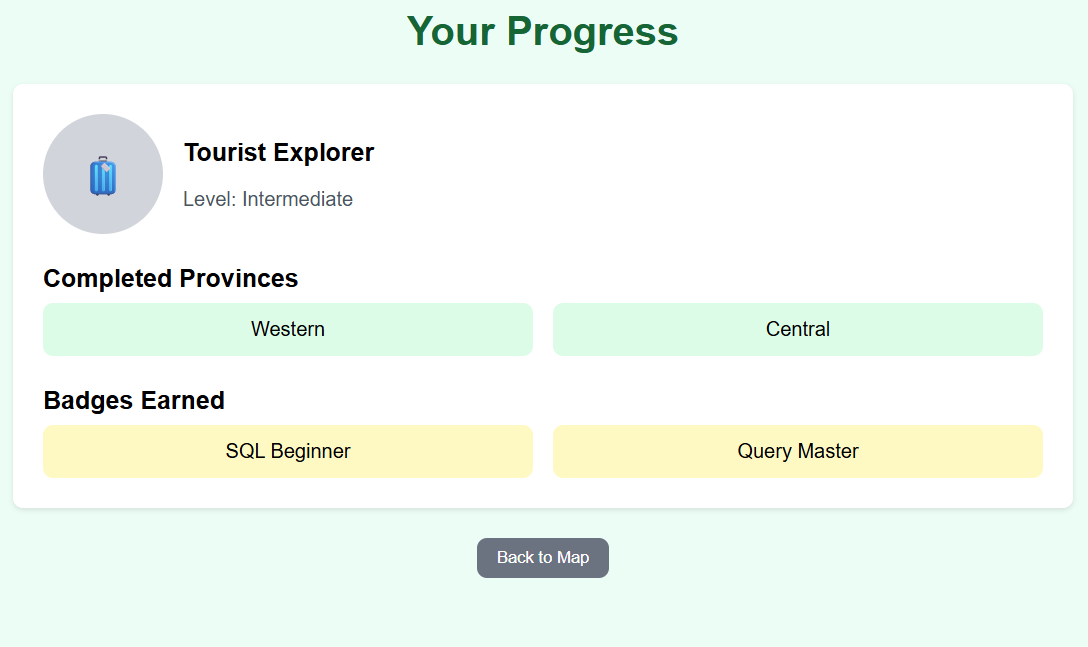 Your Progress
Tourist Explorer
Level: Intermediate
Completed Provinces
Western
Central
Badges Earned
SQL Beginner
Query Master
Back to Map